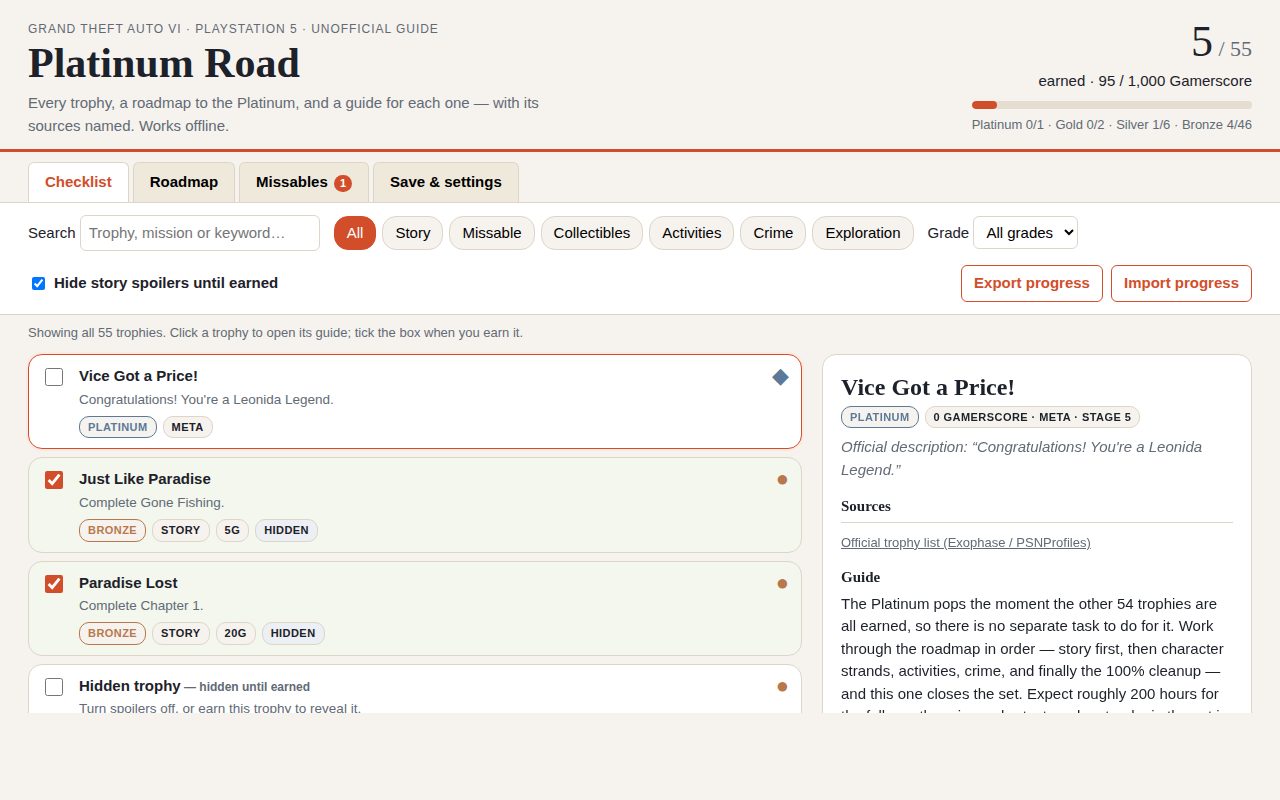 GRAND THEFT AUTO VI · PLAYSTATION 5 · UNOFFICIAL GUIDE
Platinum Road
Every trophy, a roadmap to the Platinum, and a guide for each one — with its
sources named. Works offline.
5 / 55
earned · 95 / 1,000 Gamerscore
Platinum 0/1 · Gold 0/2 · Silver 1/6 · Bronze 4/46
Checklist
Roadmap
Missables 1
Save & settings
Search
Trophy, mission or keyword…
All
Story
Missable
Collectibles
Activities
Crime
Exploration
Grade
All grades
Hide story spoilers until earned
Export progress
Import progress
Showing all 55 trophies. Click a trophy to open its guide; tick the box when you earn it.
Vice Got a Price!
Congratulations! You're a Leonida Legend.
PLATINUM
META
Just Like Paradise
Complete Gone Fishing.
BRONZE
STORY
5G
HIDDEN
Paradise Lost
Complete Chapter 1.
BRONZE
STORY
20G
HIDDEN
Hidden trophy — hidden until earned
Turn spoilers off, or earn this trophy to reveal it.
Vice Got a Price!
PLATINUM
0 GAMERSCORE · META · STAGE 5
Official description: “Congratulations! You're a Leonida
Legend.”
Sources
Official trophy list (Exophase / PSNProfiles)
Guide
The Platinum pops the moment the other 54 trophies are
all earned, so there is no separate task to do for it. Work
through the roadmap in order — story first, then character
strands, activities, crime, and finally the 100% cleanup —
and this one closes the set. Expect roughly 200 hours for